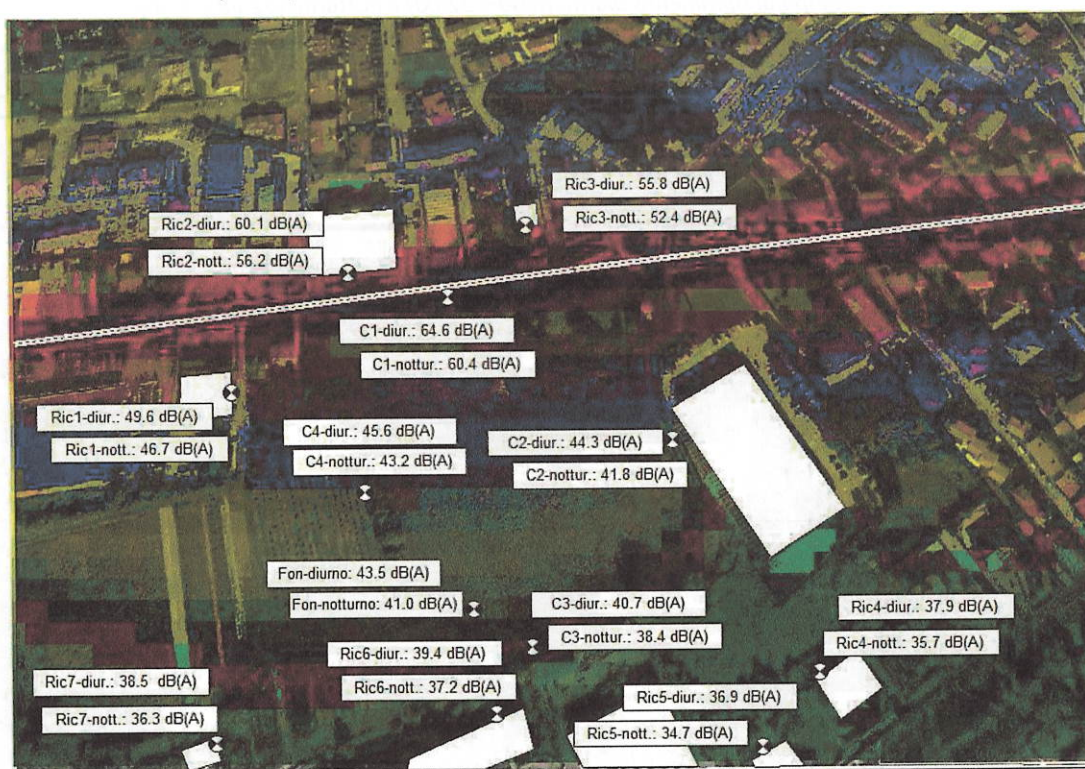 Ric3-diur.: 55.8 dB(A)
Ric3-nott.: 52.4 dB(A)
Ric2-diur.: 60.1 dB(A)
Ric2-nott.: 56.2 dB(A)
C1-diur.: 64.6 dB(A)
C1-nottur.: 60.4 dB(A)
Ric1-diur.: 49.6 dB(A)
Ric1-nott.: 46.7 dB(A)
C4-diur.: 45.6 dB(A)
C4-nottur.: 43.2 dB(A)
C2-diur.: 44.3 dB(A)
C2-nottur.: 41.8 dB(A)
Fon-diurno: 43.5 dB(A)
Fon-notturno: 41.0 dB(A)
C3-diur.: 40.7 dB(A)
C3-nottur.: 38.4 dB(A)
Ric4-diur.: 37.9 dB(A)
Ric4-nott.: 35.7 dB(A)
Ric6-diur.: 39.4 dB(A)
Ric6-nott.: 37.2 dB(A)
Ric7-diur.: 38.5 dB(A)
Ric7-nott.: 36.3 dB(A)
Ric5-diur.: 36.9 dB(A)
Ric5-nott.: 34.7 dB(A)